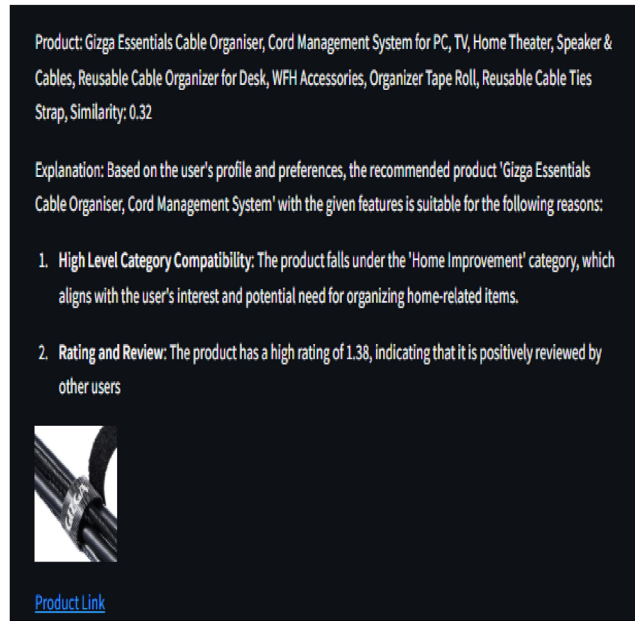 Product: Gizga Essentials Cable Organiser, Cord Management System for PC, TV, Home Theater, Speaker &
Cables, Reusable Cable Organizer for Desk, WFH Accessories, Organizer Tape Roll, Reusable Cable Ties
Strap, Similarity: 0.32
Explanation: Based on the user's profile and preferences, the recommended product 'Gizga Essentials
Cable Organiser, Cord Management System' with the given features is suitable for the following reasons:
1. High Level Category Compatibility: The product falls under the 'Home Improvement' category, which
aligns with the user's interest and potential need for organizing home-related items.
2. Rating and Review: The product has a high rating of 1.38, indicating that it is positively reviewed by
other users
GIZGA
Product Link